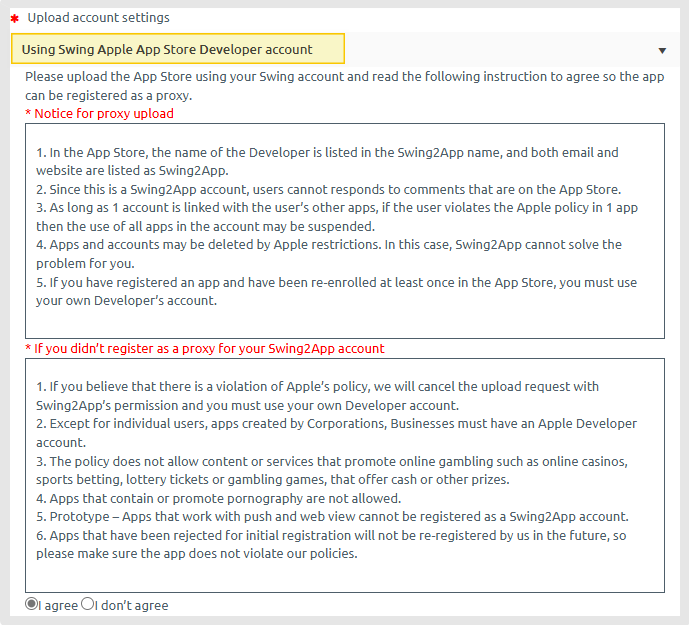 * Upload account settings
Using Swing Apple App Store Developer account
Please upload the App Store using your Swing account and read the following instruction to agree so the app
can be registered as a proxy.
* Notice for proxy upload
1. In the App Store, the name of the Developer is listed in the Swing2App name, and both email and
website are listed as Swing2App.
2. Since this is a Swing2App account, users cannot responds to comments that are on the App Store.
3. As long as 1 account is linked with the user's other apps, if the user violates the Apple policy in 1 app
then the use of all apps in the account may be suspended.
4. Apps and accounts may be deleted by Apple restrictions. In this case, Swing2App cannot solve the
problem for you.
5. If you have registered an app and have been re-enrolled at least once in the App Store, you must use
your own Developer's account.
* If you didn't register as a proxy for your Swing2App account
1. If you believe that there is a violation of Apple's policy, we will cancel the upload request with
Swing2App's permission and you must use your own Developer account.
2. Except for individual users, apps created by Corporations, Businesses must have an Apple Developer
account.
3. The policy does not allow content or services that promote online gambling such as online casinos,
sports betting, lottery tickets or gambling games, that offer cash or other prizes.
4. Apps that contain or promote pornography are not allowed.
5. Prototype – Apps that work with push and web view cannot be registered as a Swing2App account.
6. Apps that have been rejected for initial registration will not be re-registered by us in the future, so
please make sure the app does not violate our policies.
I agree I don't agree